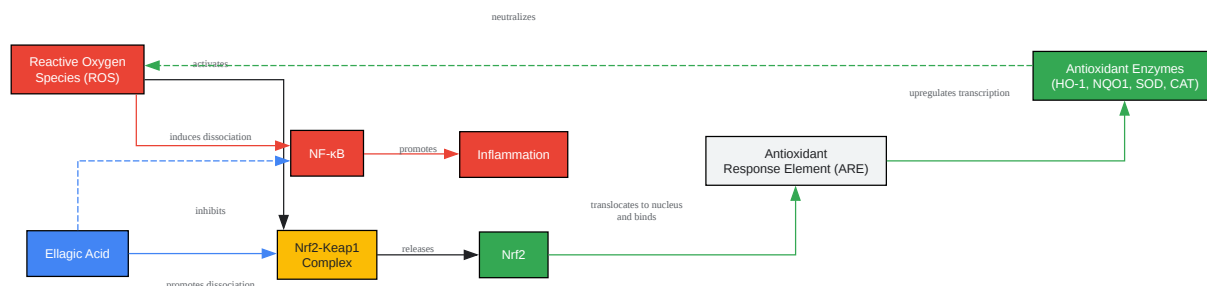 neutralizes
Reactive Oxygen
Species (ROS)
activates
Antioxidant Enzymes
(HO-1, NQO1, SOD, CAT)
upregulates transcription
induces dissociation
NF-κB
promotes
Inflammation
Antioxidant
Response Element (ARE)
inhibits
translocates to nucleus
and binds
Ellagic Acid
Nrf2-Keap1
Complex
releases
Nrf2
promotes dissociation